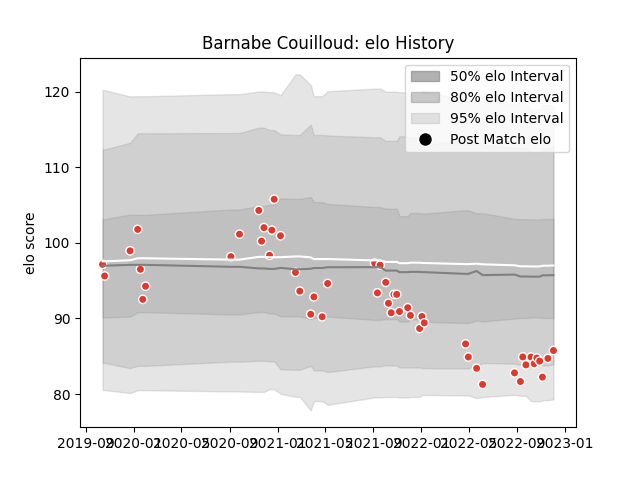 Barnabe Couilloud: elo History
50% elo Interval
80% elo Interval
95% elo Interval
Post Match elo
elo score
120
110
100
90
80
2019-09 2020-01 2020-05 2020-09 2021-01 2021-05 2021-09 2022-01 2022-05 2022-09 2023-01